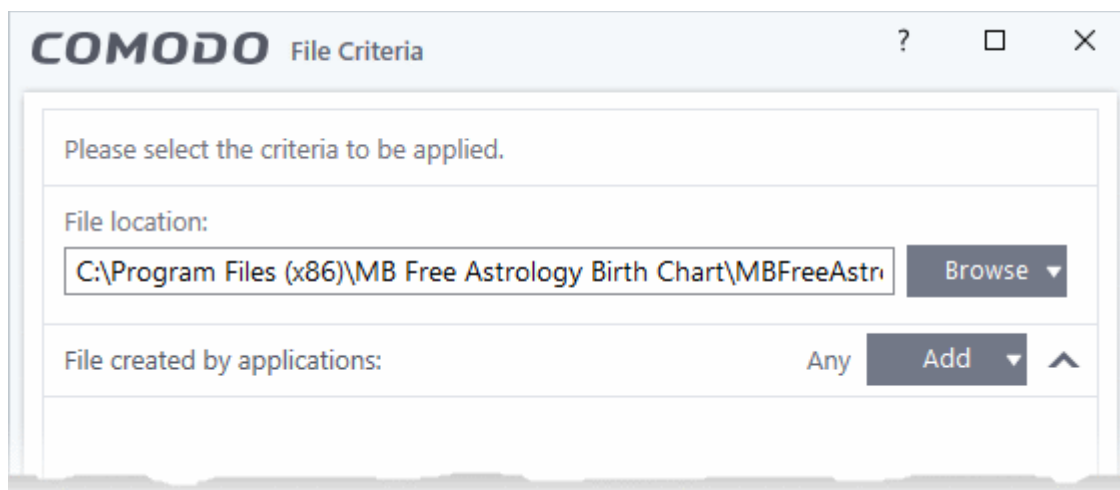 COMODO File Criteria ?
Please select the criteria to be applied.
File location:
C:\Program Files (x86)\MB Free Astrology Birth Chart\MBFreeAstr Browse
File created by applications: Any Add